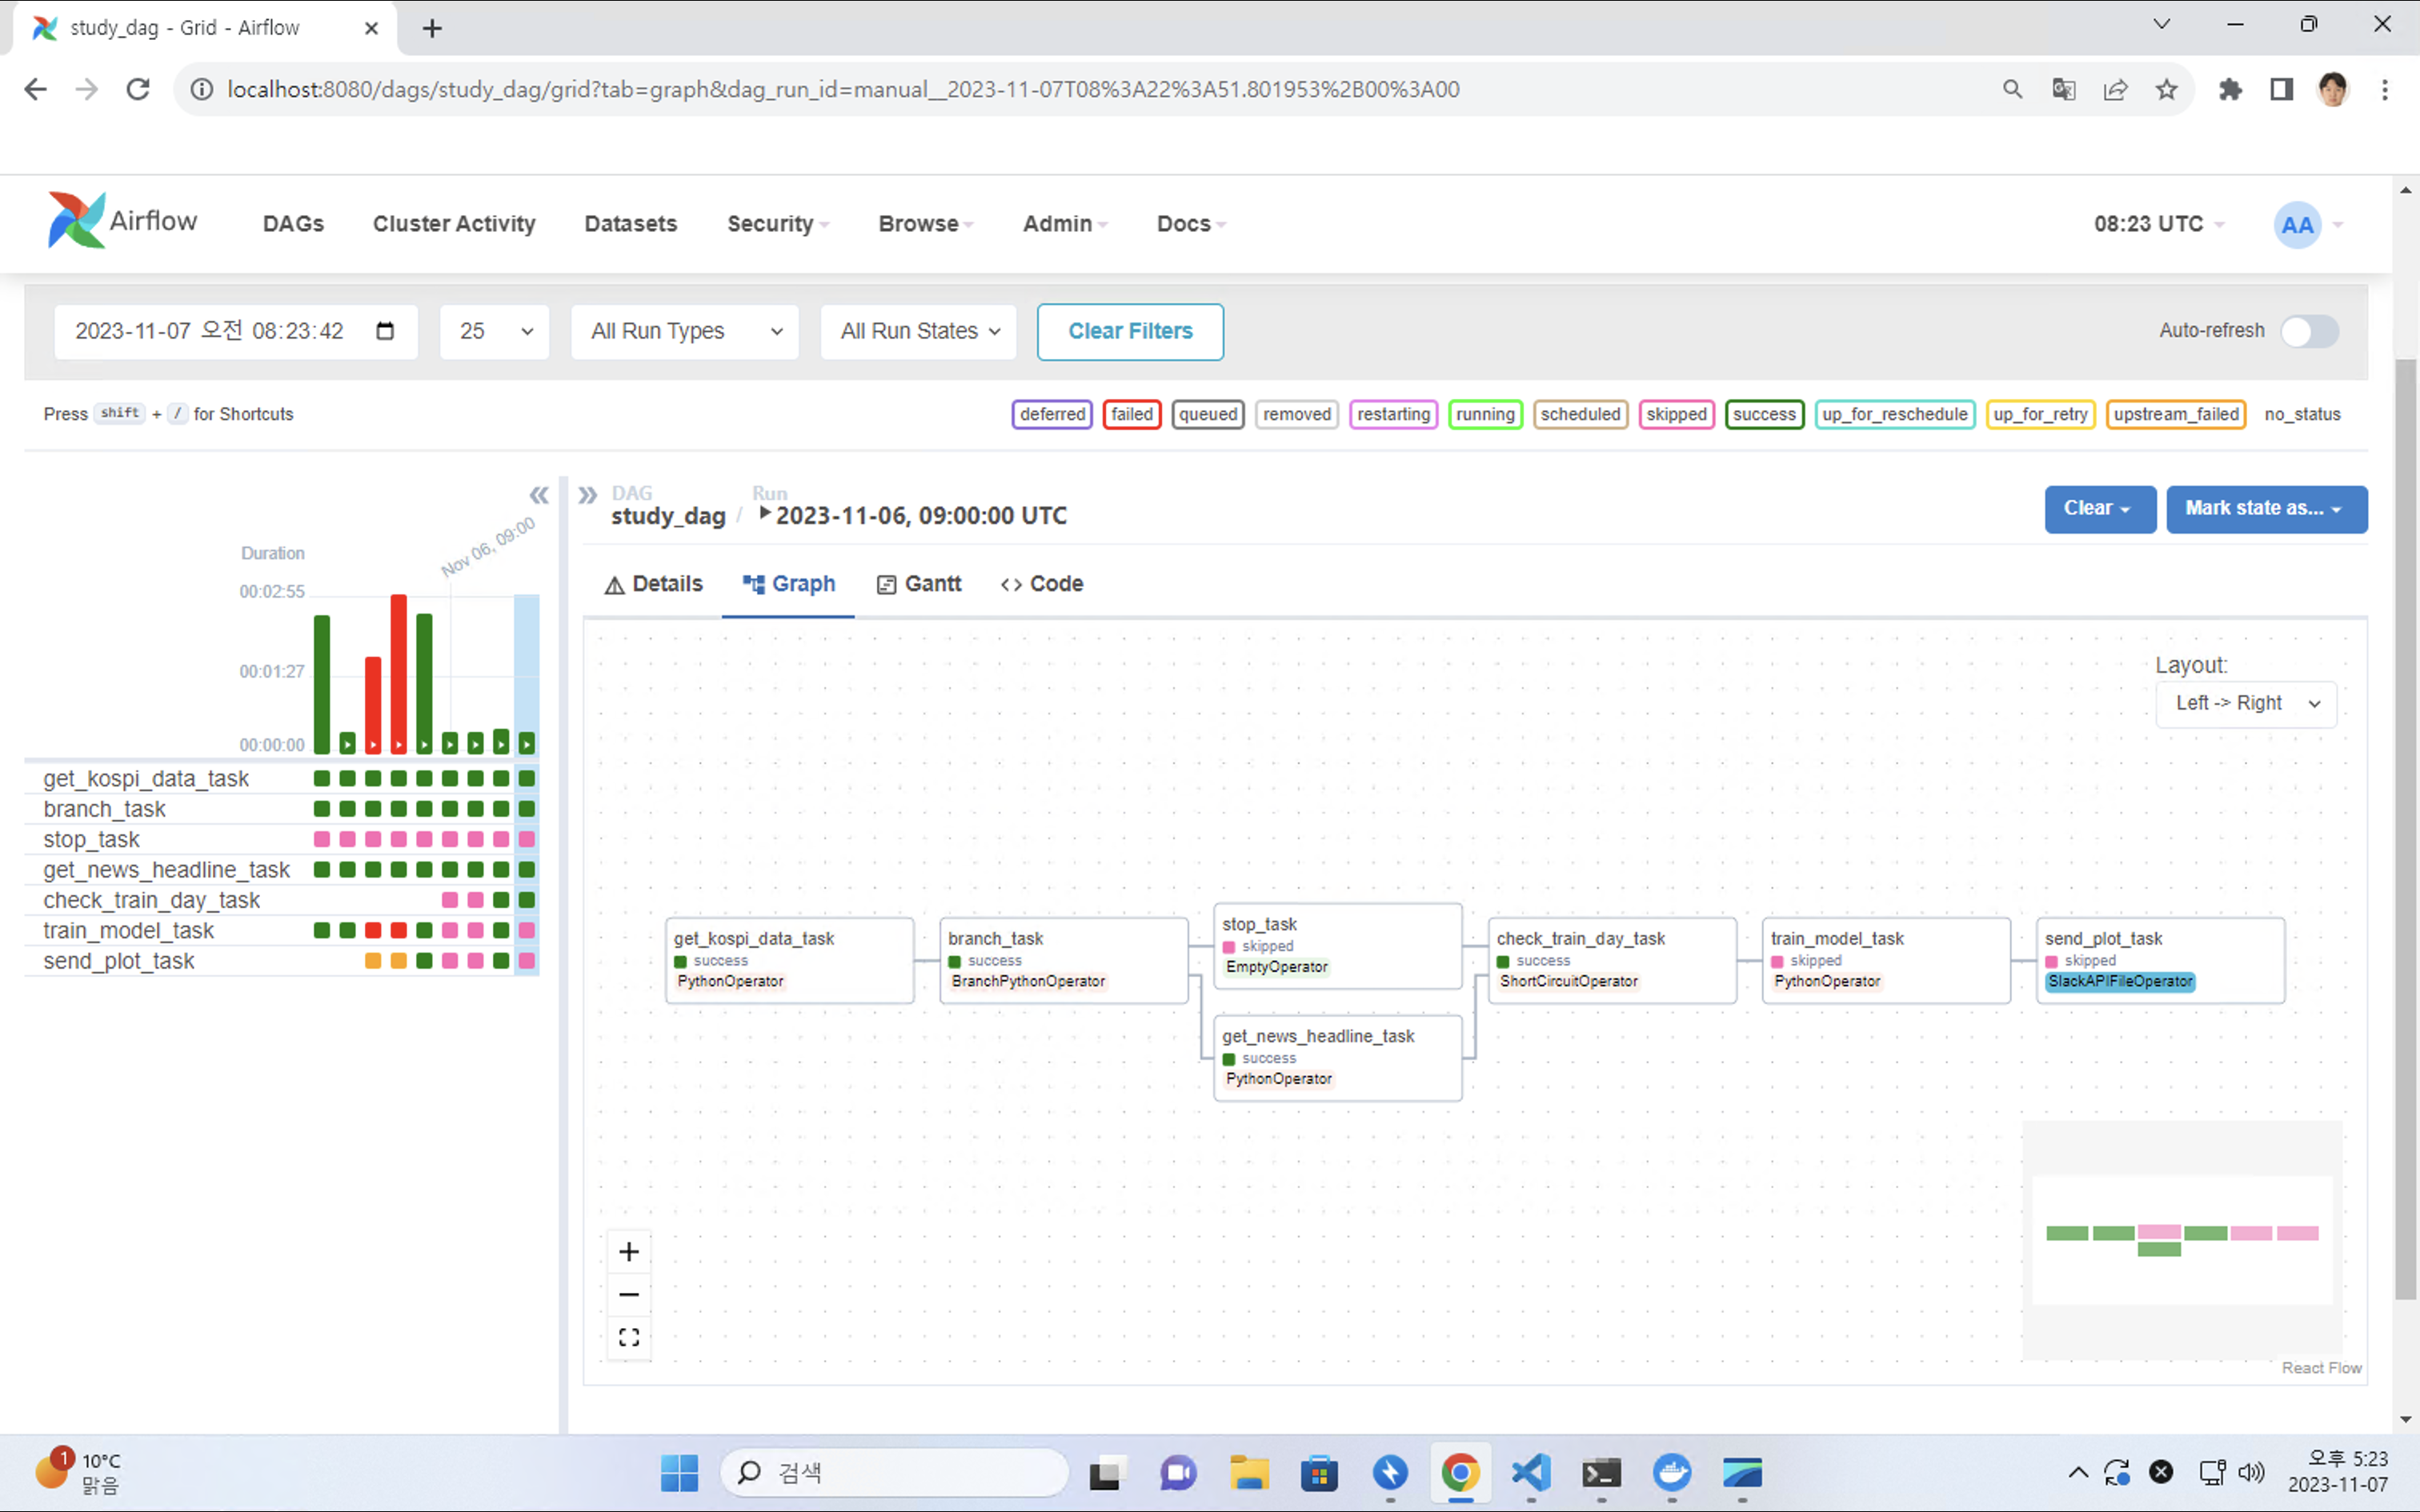 study_dag - Grid - Airflow
localhost:8080/dags/study_dag/grid?tab=graph&dag_run_id=manual__2023-11-07T08%3A22%3A51.801953%2B00%3A00
Airflow DAGs Cluster Activity Datasets Security Browse Admin Docs 08:23 UTC AA
2023-11-07 오전 08:23:42 25 All Run Types All Run States Clear Filters Auto-refresh
Press shift + / for Shortcuts deferred failed queued removed restarting running scheduled skipped success up_for_reschedule up_for_retry upstream_failed no_status
DAG Run
study_dag / 2023-11-06, 09:00:00 UTC Clear Mark state as...
Nov 06, 09:00
Duration
00:02:55
00:01:27
00:00:00
get_kospi_data_task
branch_task
stop_task
get_news_headline_task
check_train_day_task
train_model_task
send_plot_task
Details Graph Gantt Code
Layout:
Left -> Right
get_kospi_data_task
success
PythonOperator
branch_task
success
BranchPythonOperator
stop_task
skipped
EmptyOperator
get_news_headline_task
success
PythonOperator
check_train_day_task
success
ShortCircuitOperator
train_model_task
skipped
PythonOperator
send_plot_task
skipped
SlackAPIFileOperator
React Flow
1
10°C
맑음
검색
오후 5:23
2023-11-07